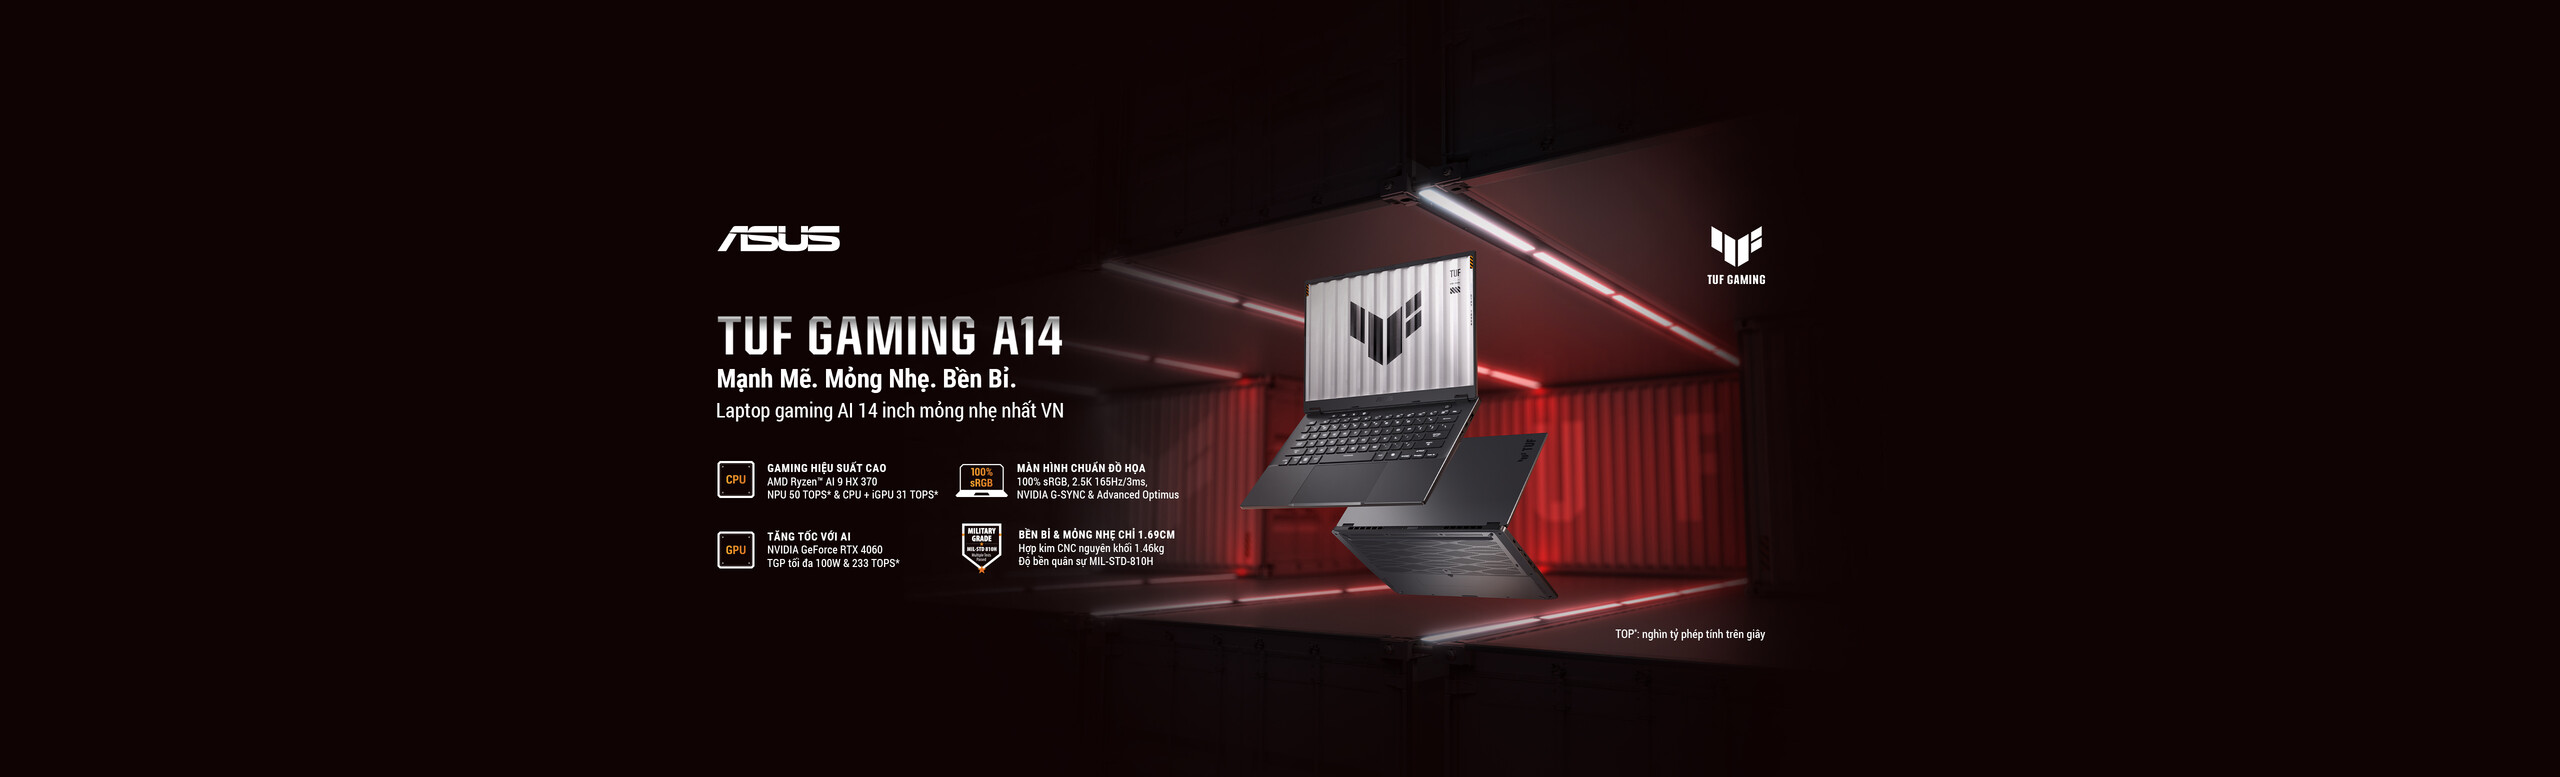 ASUS
TUF GAMING
TUF GAMING A14
Mạnh Mẽ. Mỏng Nhẹ. Bền Bỉ.
Laptop gaming AI 14 inch mỏng nhẹ nhất VN
CPU
GAMING HIỆU SUẤT CAO
AMD Ryzen™ AI 9 HX 370
NPU 50 TOPS* & CPU + iGPU 31 TOPS*
100%
sRGB
MÀN HÌNH CHUẨN ĐỒ HỌA
100% sRGB, 2.5K 165Hz/3ms,
NVIDIA G-SYNC & Advanced Optimus
GPU
TĂNG TỐC VỚI AI
NVIDIA GeForce RTX 4060
TGP tối đa 100W & 233 TOPS*
MILITARY
GRADE
MIL-STD 810H
BỀN BỈ & MỎNG NHẸ CHỈ 1.69CM
Hợp kim CNC nguyên khối 1.46kg
Độ bền quân sự MIL-STD-810H
TUF
TOP*: nghìn tỷ phép tính trên giây